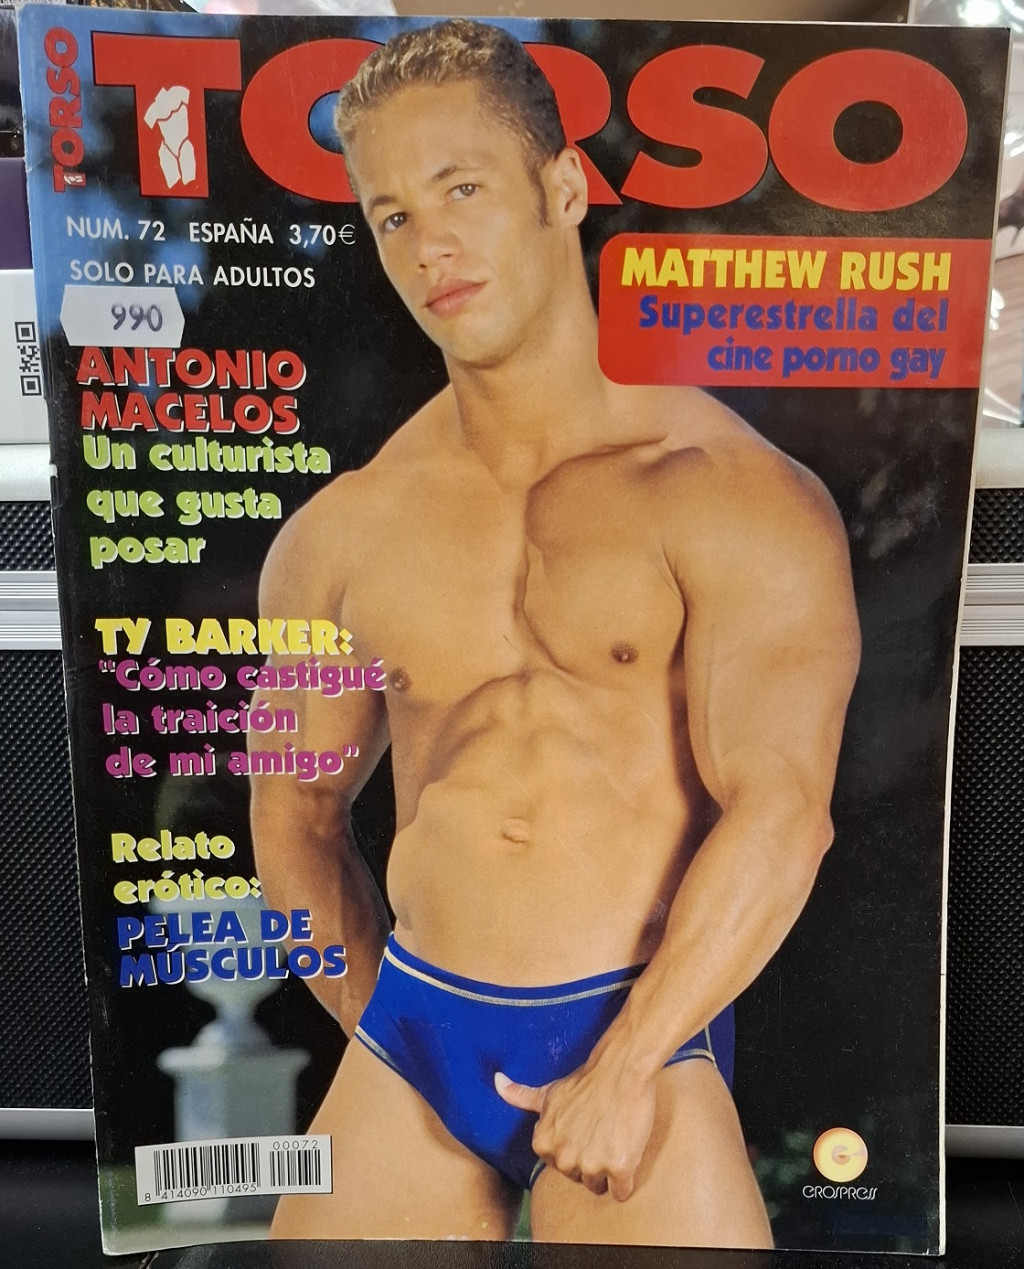 TORSO
TORSO
NUM. 72 ESPAÑA 3,70€
SOLO PARA ADULTOS
990
MATTHEW RUSH
Superestrella del
cine porno gay
ANTONIO
MACELOS
Un culturista
que gusta
posar
TY BARKER:
"Cómo castigué
la traición
de mi amigo"
Relato
erótico:
PELEA DE
MÚSCULOS
00072
8 414090 110495
EROSPRESS